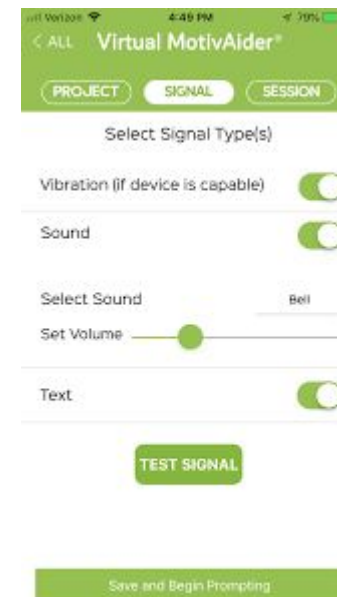 Verizon 4:49 PM 79%
< ALL Virtual MotivAider®
PROJECT SIGNAL SESSION
Select Signal Type(s)
Vibration (if device is capable)
Sound
Select Sound Bell
Set Volume
Text
TEST SIGNAL
Save and Begin Prompting